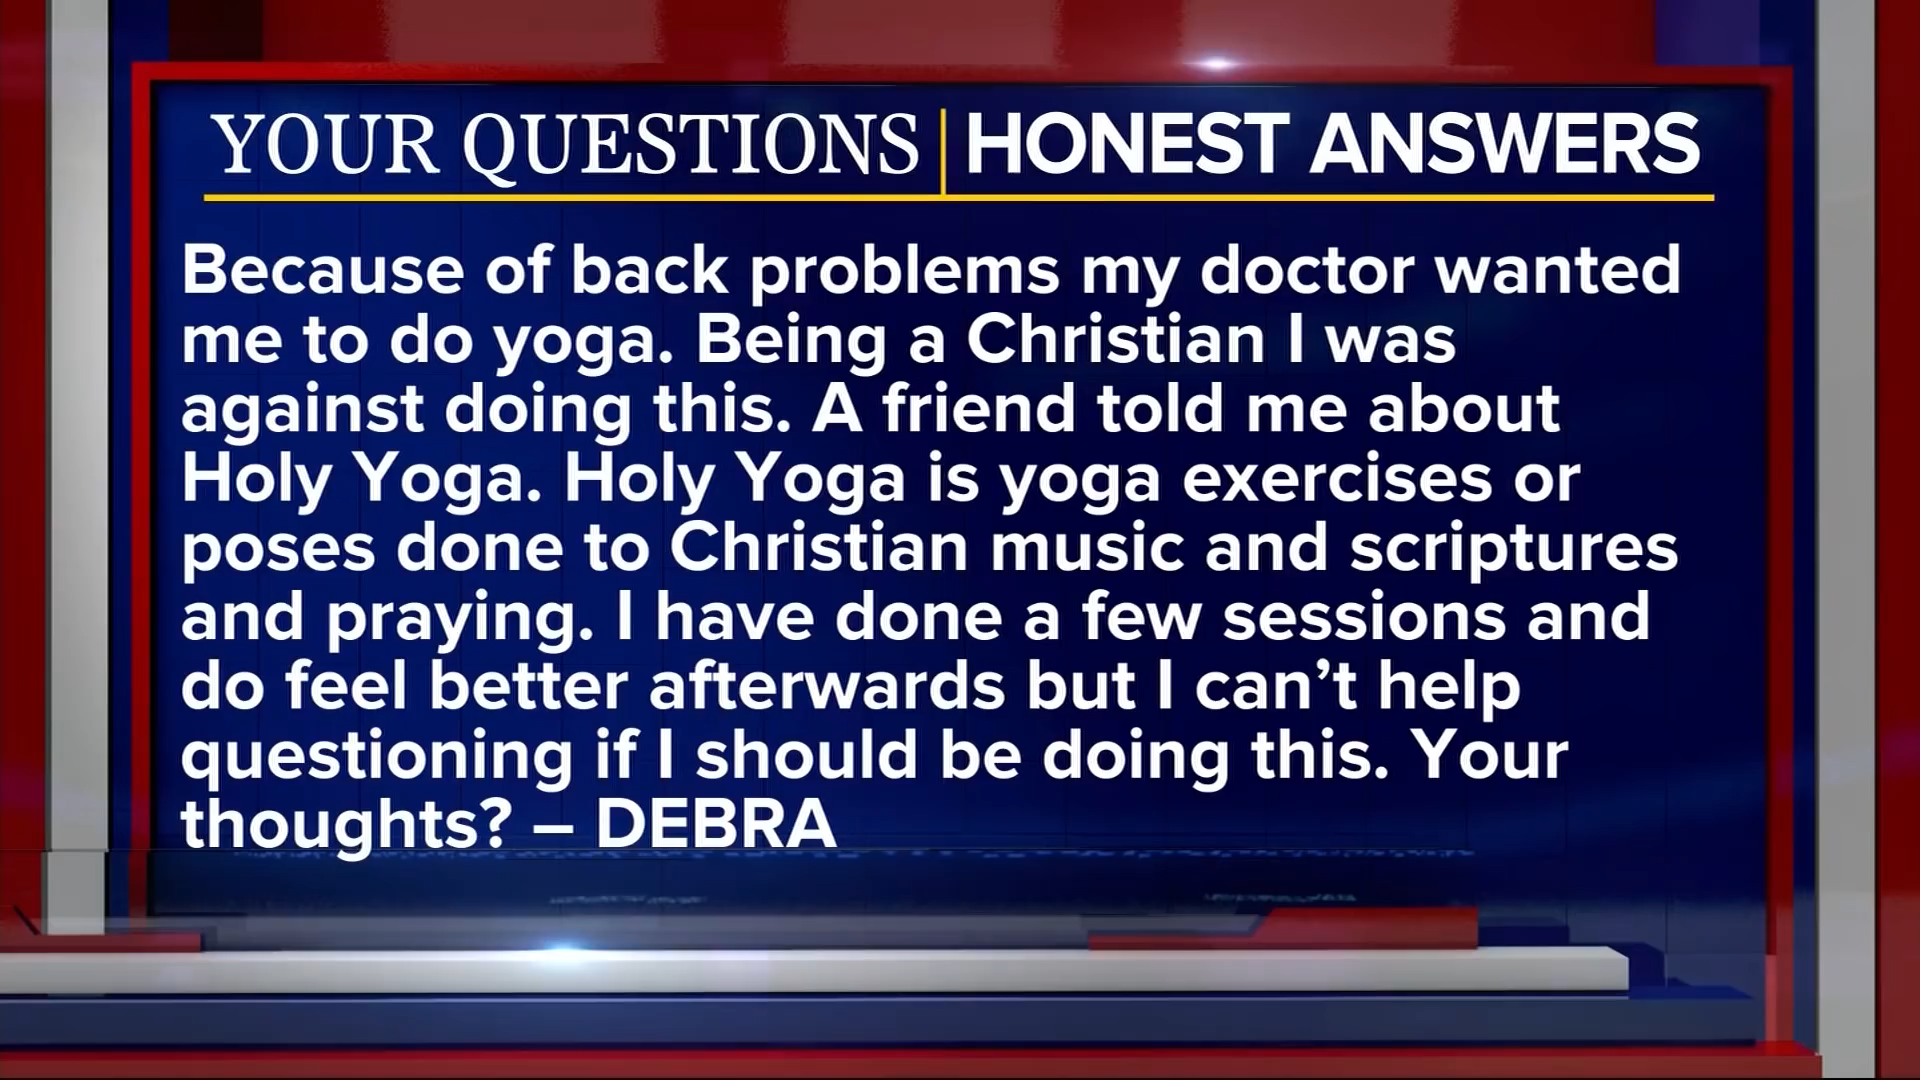 YOUR QUESTIONS | HONEST ANSWERS
Because of back problems my doctor wanted
me to do yoga. Being a Christian I was
against doing this. A friend told me about
Holy Yoga. Holy Yoga is yoga exercises or
poses done to Christian music and scriptures
and praying. I have done a few sessions and
do feel better afterwards but I can’t help
questioning if I should be doing this. Your
thoughts? – DEBRA